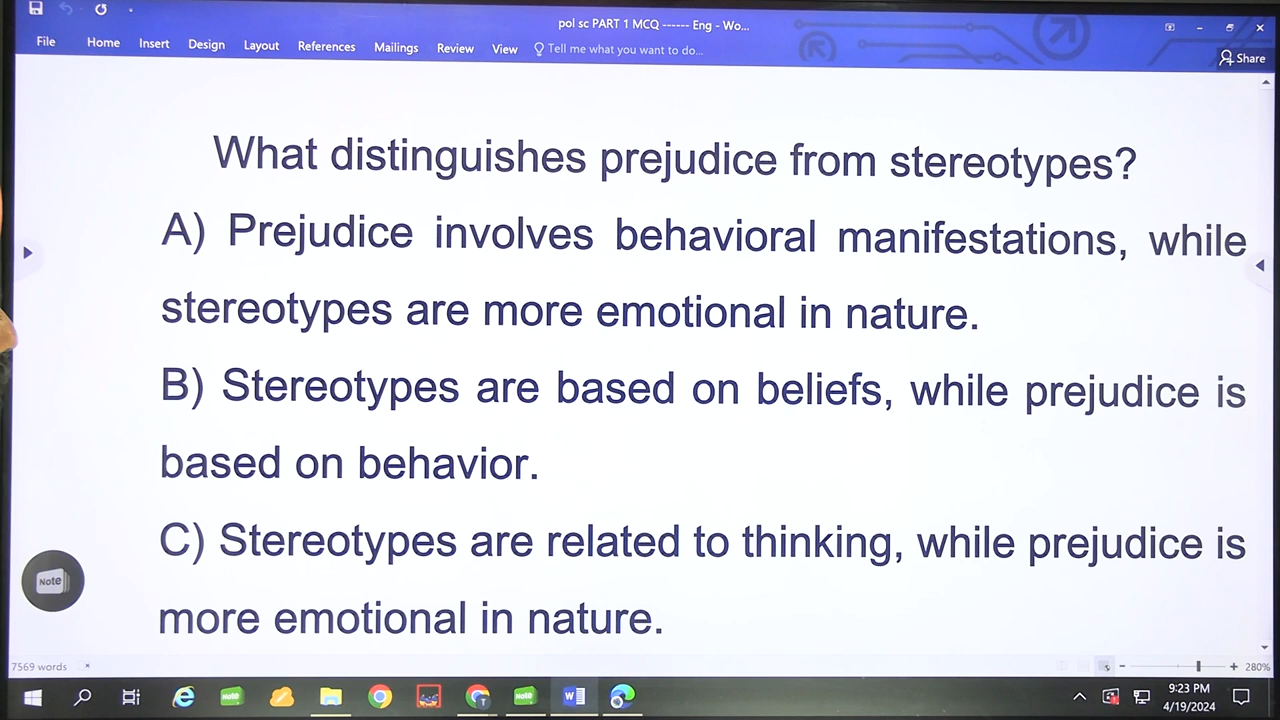 pol sc PART 1 MCQ ------ Eng - Wo...
File Home Insert Design Layout References Mailings Review View Tell me what you want to do... Share
What distinguishes prejudice from stereotypes?
A) Prejudice involves behavioral manifestations, while
stereotypes are more emotional in nature.
B) Stereotypes are based on beliefs, while prejudice is
based on behavior.
C) Stereotypes are related to thinking, while prejudice is
more emotional in nature.
Note
7569 words
280%
Note
Note
9:23 PM
4/19/2024